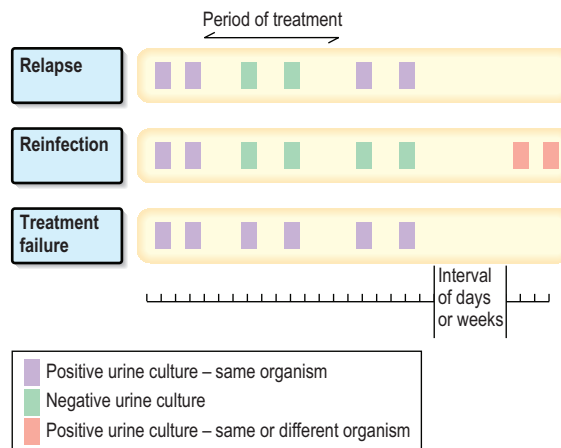 Period of treatment
Relapse
Reinfection
Treatment
failure
Interval
of days
or weeks
Positive urine culture – same organism
Negative urine culture
Positive urine culture – same or different organism